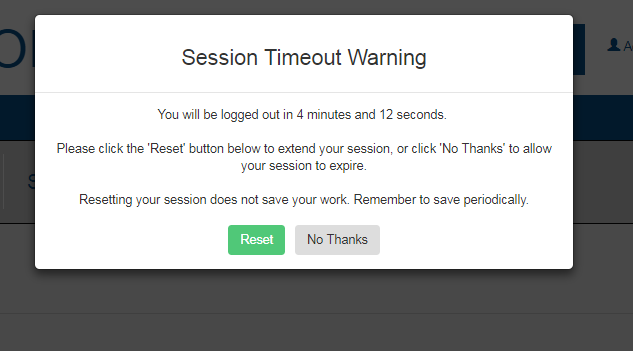 Session Timeout Warning
You will be logged out in 4 minutes and 12 seconds.
Please click the 'Reset' button below to extend your session, or click 'No Thanks' to allow
your session to expire.
Resetting your session does not save your work. Remember to save periodically.
Reset No Thanks